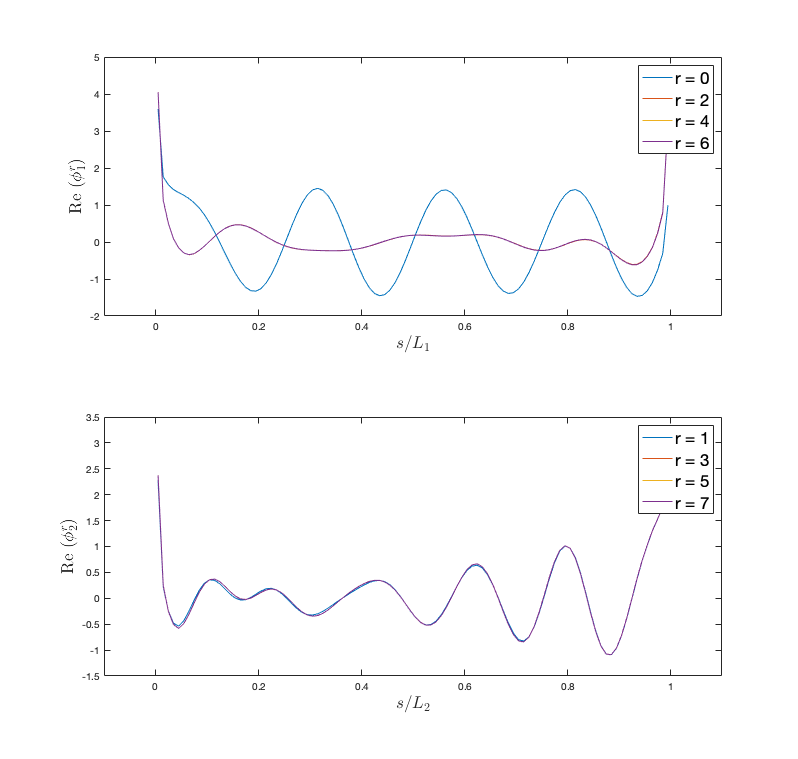 5
4
3
2
1
0
-1
-2
Re (ϕ₁ʳ)
0
0.2
0.4
0.6
0.8
1
s/L₁
r = 0
r = 2
r = 4
r = 6
3.5
3
2.5
2
1.5
1
0.5
0
-0.5
-1
-1.5
Re (ϕ₂ʳ)
0
0.2
0.4
0.6
0.8
1
s/L₂
r = 1
r = 3
r = 5
r = 7